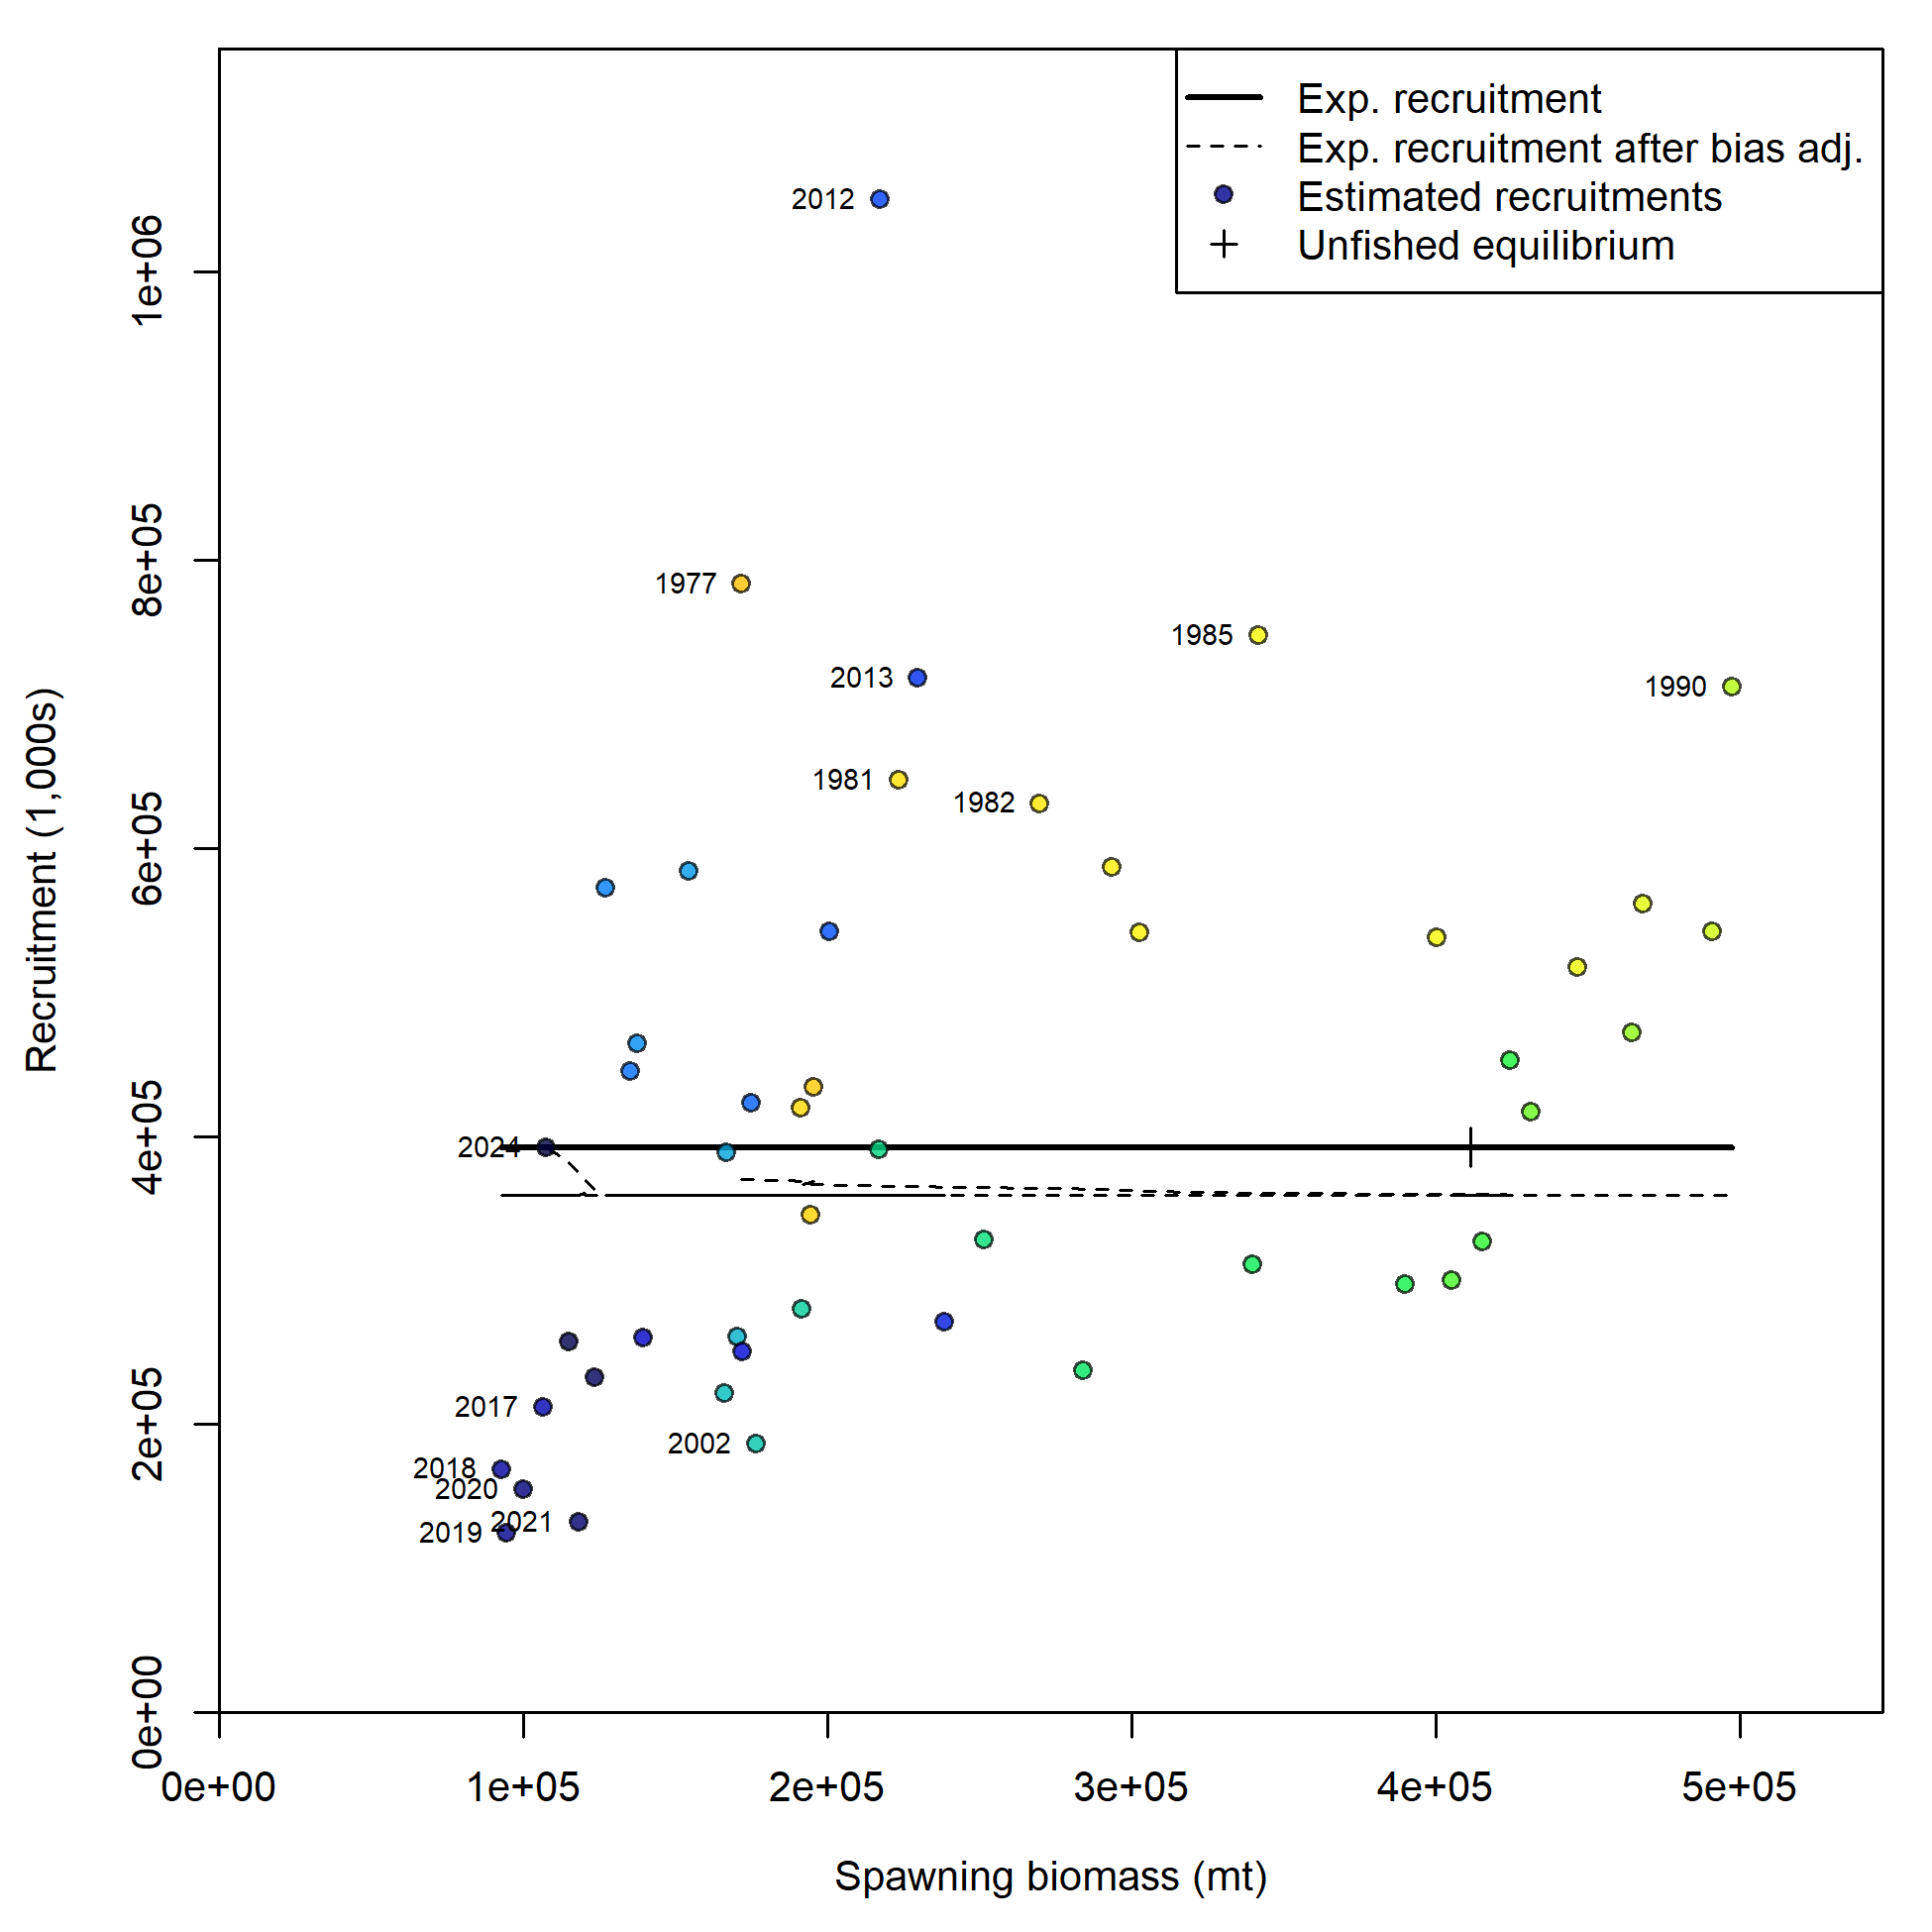 Exp. recruitment
Exp. recruitment after bias adj.
Estimated recruitments
Unfished equilibrium
2012
1977
1985
2013
1990
1981
1982
2024
2017
2002
2018
2020
2021
2019
Recruitment (1,000s)
1e+06
8e+05
6e+05
4e+05
2e+05
0e+00
0e+00 1e+05 2e+05 3e+05 4e+05 5e+05
Spawning biomass (mt)